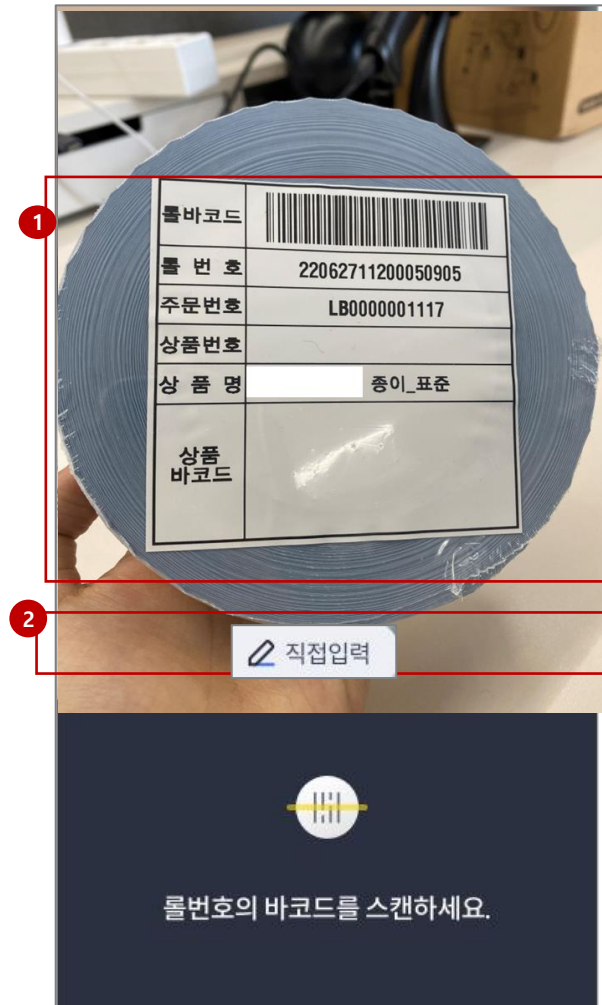 1
롤바코드
롤 번 호 22062711200050905
주문번호 LB0000001117
상품번호
상 품 명 종이_표준
상품
바코드
2
직접입력
롤번호의 바코드를 스캔하세요.